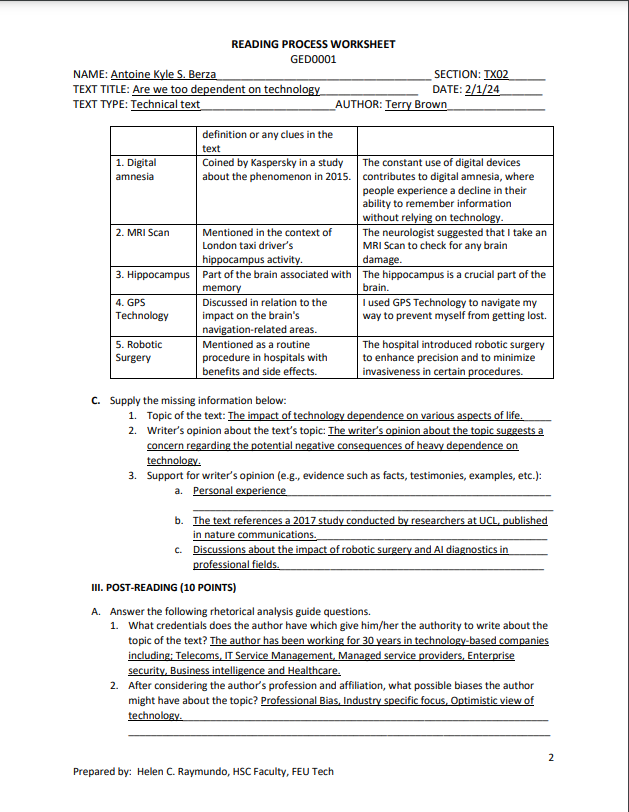 READING PROCESS WORKSHEET
GED0001
NAME: Antoine Kyle S. Berza__________________________________ SECTION: TX02______
TEXT TITLE: Are we too dependent on technology________________ DATE: 2/1/24_______
TEXT TYPE: Technical text______________________AUTHOR: Terry Brown________________
definition or any clues in the
text
1. Digital
amnesia
Coined by Kaspersky in a study
about the phenomenon in 2015.
The constant use of digital devices
contributes to digital amnesia, where
people experience a decline in their
ability to remember information
without relying on technology.
2. MRI Scan
Mentioned in the context of
London taxi driver's
hippocampus activity.
The neurologist suggested that I take an
MRI Scan to check for any brain
damage.
3. Hippocampus
Part of the brain associated with
memory
The hippocampus is a crucial part of the
brain.
4. GPS
Technology
Discussed in relation to the
impact on the brain's
navigation-related areas.
I used GPS Technology to navigate my
way to prevent myself from getting lost.
5. Robotic
Surgery
Mentioned as a routine
procedure in hospitals with
benefits and side effects.
The hospital introduced robotic surgery
to enhance precision and to minimize
invasiveness in certain procedures.
C. Supply the missing information below:
1. Topic of the text: The impact of technology dependence on various aspects of life._____
2. Writer's opinion about the text's topic: The writer's opinion about the topic suggests a
concern regarding the potential negative consequences of heavy dependence on
technology.
3. Support for writer's opinion (e.g., evidence such as facts, testimonies, examples, etc.):
a. Personal experience
b. The text references a 2017 study conducted by researchers at UCL, published
in nature communications.
c. Discussions about the impact of robotic surgery and AI diagnostics in
professional fields.
III. POST-READING (10 POINTS)
A. Answer the following rhetorical analysis guide questions.
1. What credentials does the author have which give him/her the authority to write about the
topic of the text? The author has been working for 30 years in technology-based companies
including; Telecoms, IT Service Management, Managed service providers, Enterprise
security, Business intelligence and Healthcare.
2. After considering the author's profession and affiliation, what possible biases the author
might have about the topic? Professional Bias, Industry specific focus, Optimistic view of
technology.
2
Prepared by: Helen C. Raymundo, HSC Faculty, FEU Tech